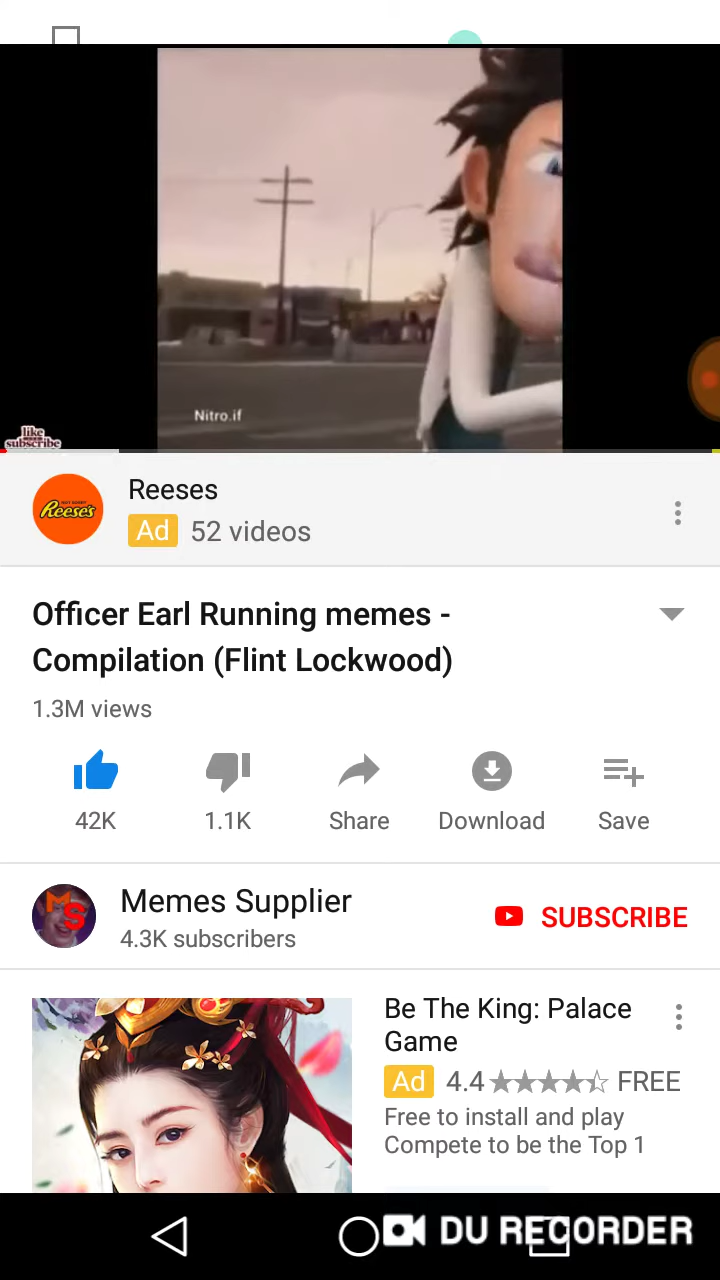 Nitro.if
like
subscribe
Reese's
Reeses
Ad 52 videos
Officer Earl Running memes -
Compilation (Flint Lockwood)
1.3M views
42K 1.1K Share Download Save
Memes Supplier
4.3K subscribers
SUBSCRIBE
MS
Be The King: Palace
Game
Ad 4.4 FREE
Free to install and play
Compete to be the Top 1
DU RECORDER